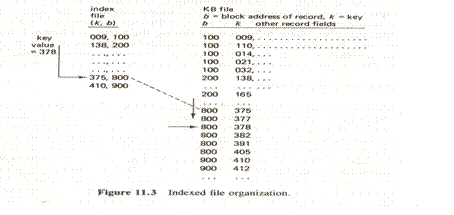 index
file
(k, b)
KB file
b = block address of record, k = key
b k other record fields
key
value
= 378
009, 100
138, 200
...,...
...,...
375, 800
410, 900
100 009, ...
100 110, ...
100 014, ...
100 021, ...
100 032, ...
200 138, ...
... ...
200 165
... ...
800 375
800 377
800 378
800 382
800 391
800 405
900 410
900 412
... ...
Figure 11.3 Indexed file organization.